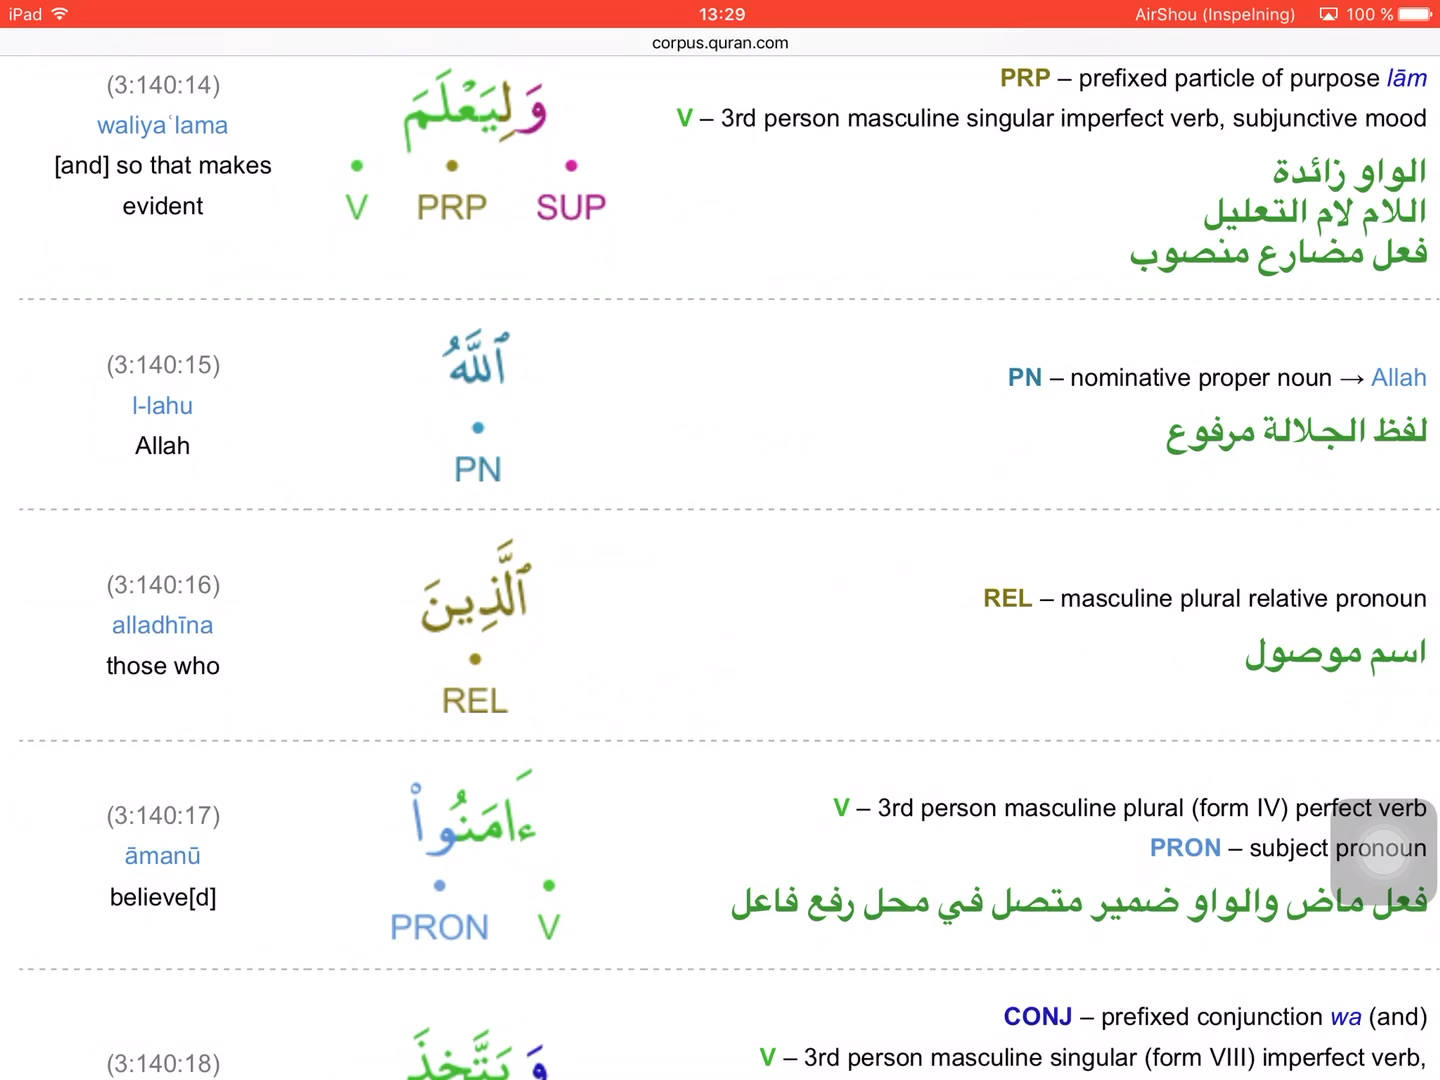 iPad 13:29 AirShou (Inspelning) 100 %
corpus.quran.com
(3:140:14)
waliyaʿlama
[and] so that makes
evident
وَلِيَعْلَمَ
V PRP SUP
PRP – prefixed particle of purpose lām
V – 3rd person masculine singular imperfect verb, subjunctive mood
الواو زائدة
اللام لام التعليل
فعل مضارع منصوب
(3:140:15)
l-lahu
Allah
ٱللَّهُ
PN
PN – nominative proper noun → Allah
لفظ الجلالة مرفوع
(3:140:16)
alladhīna
those who
ٱلَّذِينَ
REL
REL – masculine plural relative pronoun
اسم موصول
(3:140:17)
āmanū
believe[d]
ءَامَنُوا۟
PRON V
V – 3rd person masculine plural (form IV) perfect verb
PRON – subject pronoun
فعل ماض والواو ضمير متصل في محل رفع فاعل
(3:140:18)
وَيَتَّخِذَ
CONJ – prefixed conjunction wa (and)
V – 3rd person masculine singular (form VIII) imperfect verb,